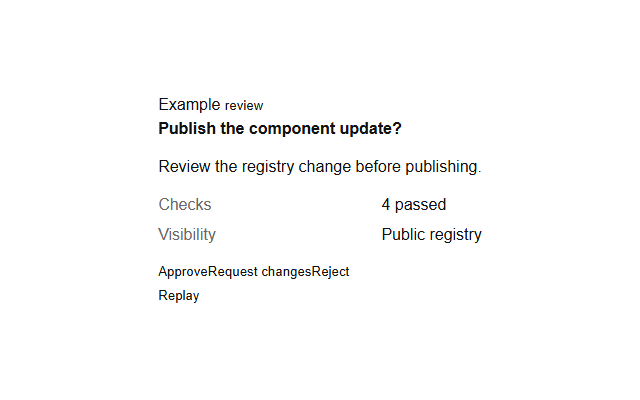 Example review
Publish the component update?
Review the registry change before publishing.
Checks 4 passed
Visibility Public registry
ApproveRequest changesReject
Replay